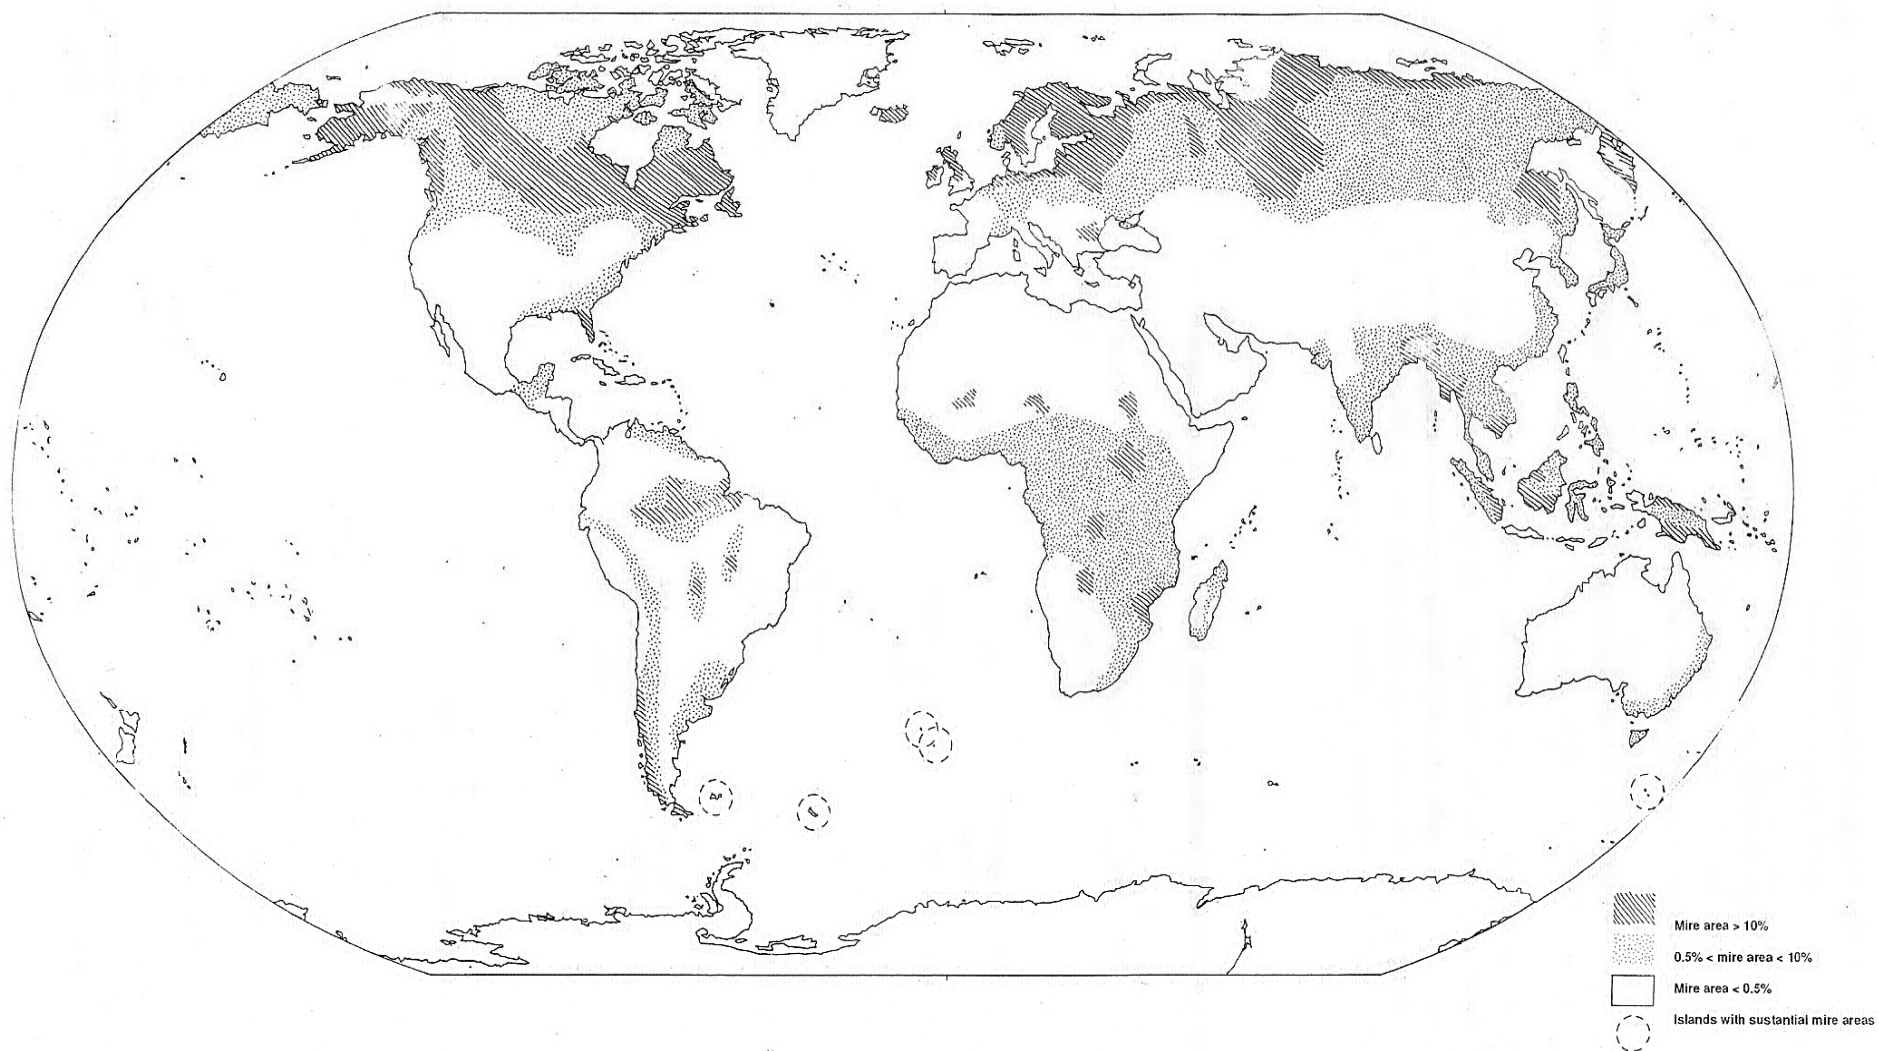 Mire area > 10%
0.5% < mire area < 10%
Mire area < 0.5%
Islands with sustantial mire areas